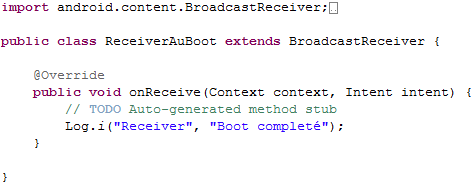 import android.content.BroadcastReceiver;
public class ReceiverAuBoot extends BroadcastReceiver {
@Override
public void onReceive(Context context, Intent intent) {
// TODO Auto-generated method stub
Log.i("Receiver", "Boot completé");
}
}